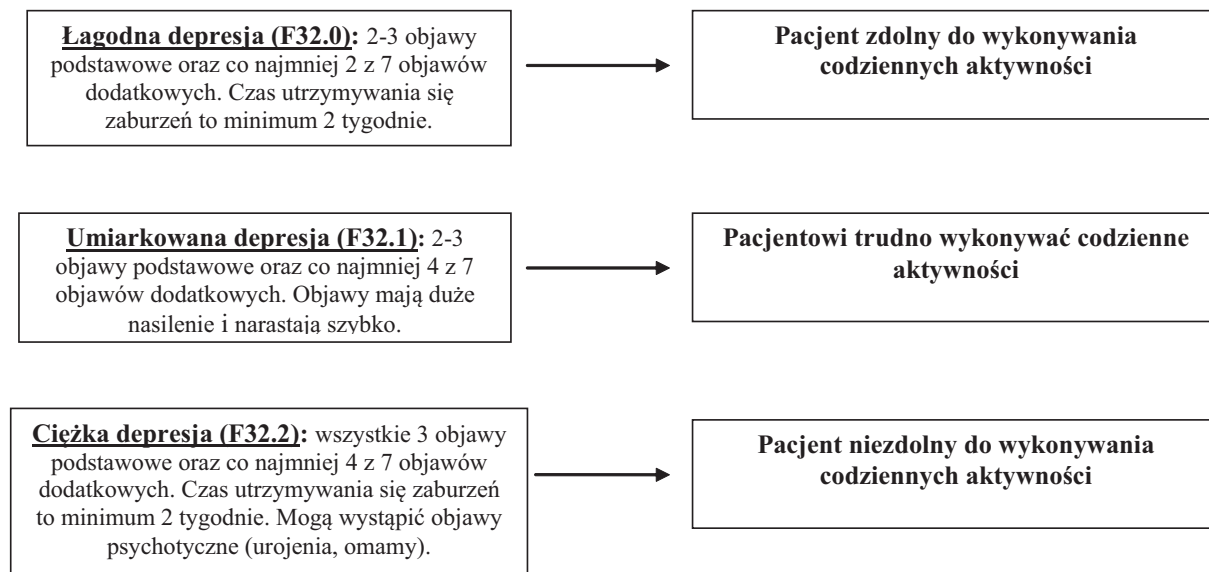 Łagodna depresja (F32.0): 2-3 objawy
podstawowe oraz co najmniej 2 z 7 objawów
dodatkowych. Czas utrzymywania się
zaburzeń to minimum 2 tygodnie.
Pacjent zdolny do wykonywania
codziennych aktywności
Umiarkowana depresja (F32.1): 2-3
objawy podstawowe oraz co najmniej 4 z 7
objawów dodatkowych. Objawy mają duże
nasilenie i narastają szybko.
Pacjentowi trudno wykonywać codzienne
aktywności
Ciężka depresja (F32.2): wszystkie 3 objawy
podstawowe oraz co najmniej 4 z 7 objawów
dodatkowych. Czas utrzymywania się zaburzeń
to minimum 2 tygodnie. Mogą wystąpić objawy
psychotyczne (urojenia, omamy).
Pacjent niezdolny do wykonywania
codziennych aktywności